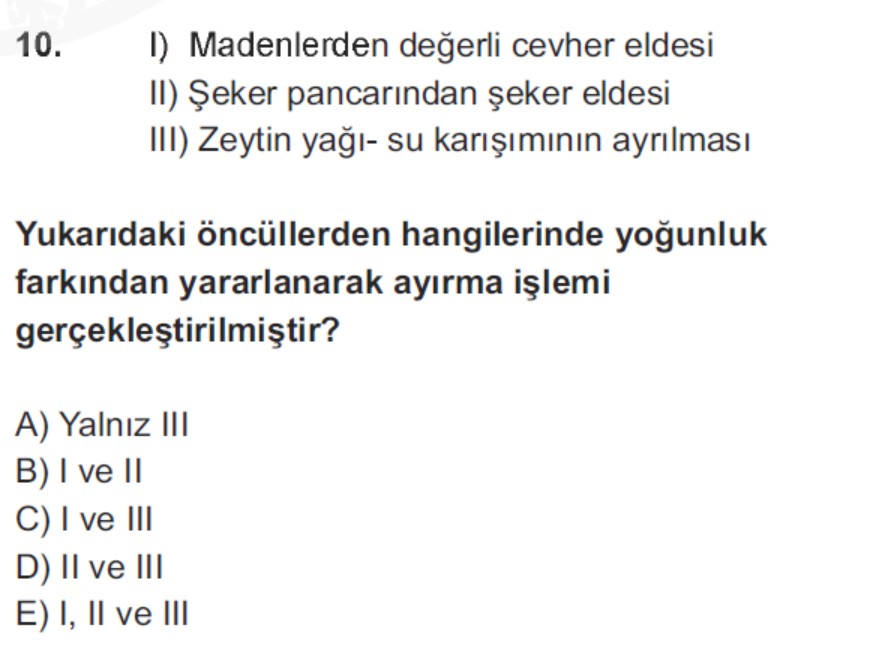 10. I) Madenlerden değerli cevher eldesi
II) Şeker pancarından şeker eldesi
III) Zeytin yağı- su karışımının ayrılması
Yukarıdaki öncüllerden hangilerinde yoğunluk
farkından yararlanarak ayırma işlemi
gerçekleştirilmiştir?
A) Yalnız III
B) I ve II
C) I ve III
D) II ve III
E) I, II ve III